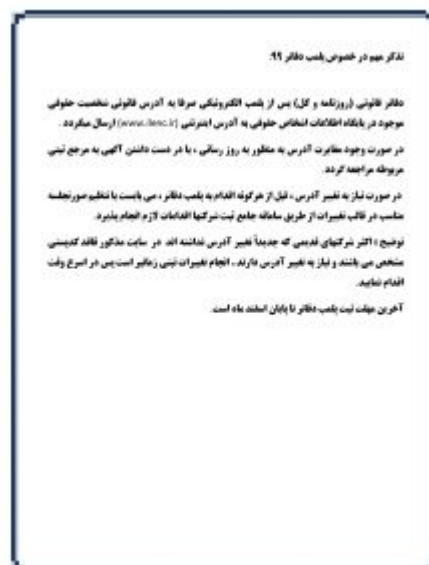 تذکر مهم در خصوص پلمب دفاتر ۹۹:
دفاتر قانونی (روزنامه و کل) پس از پلمب الکترونیکی صرفا به آدرس قانونی شخصیت حقوقی
موجود در پایگاه اطلاعات اشخاص حقوقی به آدرس اینترنتی (www.ilenc.ir) ارسال میگردد.
در صورت وجود مغایرت آدرس به منظور به روز رسانی ، با در دست داشتن آگهی به مرجع ثبتی
مربوطه مراجعه گردد.
در صورت نیاز به تغییر آدرس ، قبل از هرگونه اقدام به پلمب دفاتر ، می بایست با تنظیم صورتجلسه
مناسب در قالب تغییرات از طریق سامانه جامع ثبت شرکتها اقدامات لازم انجام پذیرد.
توضیح : اکثر شرکتهای قدیمی که جدیداً تغییر آدرس نداشته اند در سایت مذکور فاقد کدپستی
مشخص می باشند و نیاز به تغییر آدرس دارند ، انجام تغییرات ثبتی زمانبر است پس در اسرع وقت
اقدام نمایید.
آخرین مهلت ثبت پلمب دفاتر تا پایان اسفند ماه است.